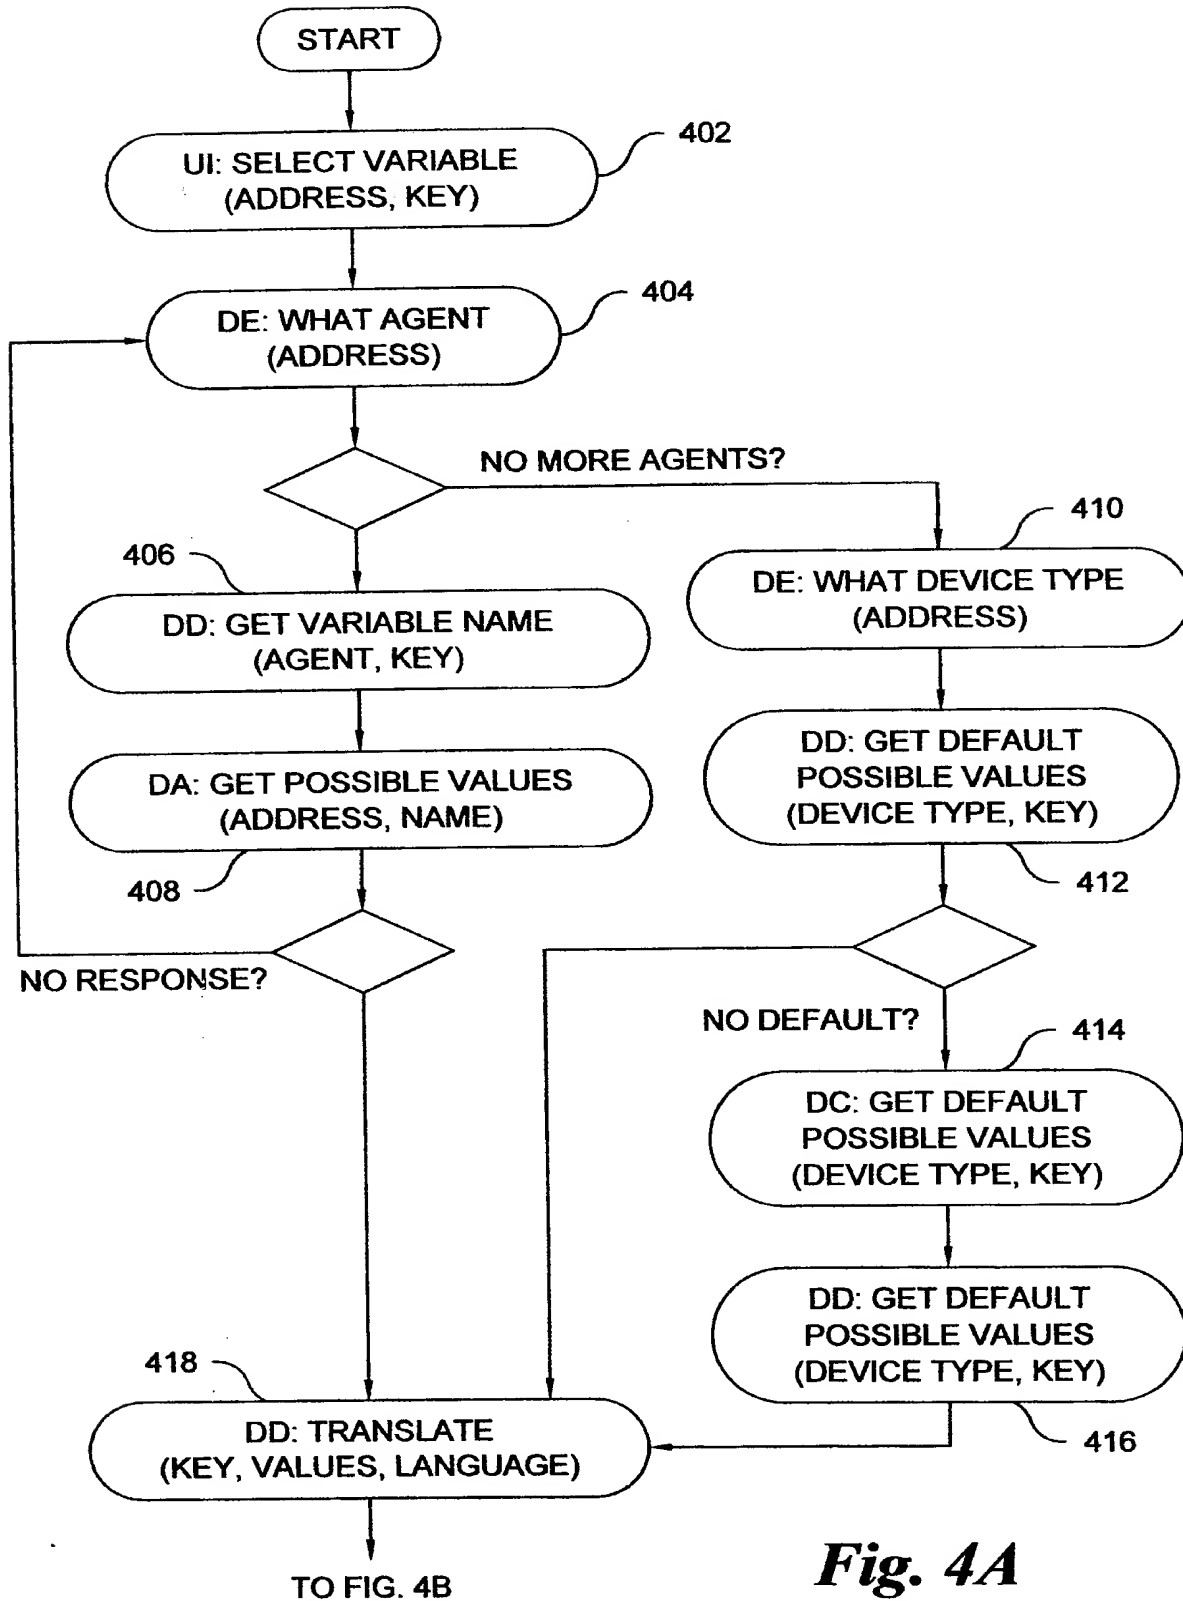 START
402
UI: SELECT VARIABLE
(ADDRESS, KEY)
404
DE: WHAT AGENT
(ADDRESS)
NO MORE AGENTS?
406
DD: GET VARIABLE NAME
(AGENT, KEY)
410
DE: WHAT DEVICE TYPE
(ADDRESS)
DA: GET POSSIBLE VALUES
(ADDRESS, NAME)
408
DD: GET DEFAULT
POSSIBLE VALUES
(DEVICE TYPE, KEY)
412
NO RESPONSE?
NO DEFAULT?
414
DC: GET DEFAULT
POSSIBLE VALUES
(DEVICE TYPE, KEY)
DD: GET DEFAULT
POSSIBLE VALUES
(DEVICE TYPE, KEY)
416
418
DD: TRANSLATE
(KEY, VALUES, LANGUAGE)
TO FIG. 4B
Fig. 4A